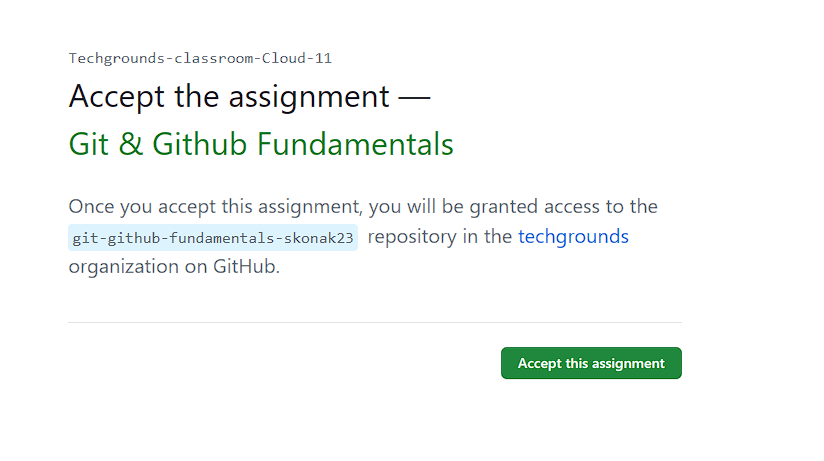 Techgrounds-classroom-Cloud-11
Accept the assignment —
Git & Github Fundamentals
Once you accept this assignment, you will be granted access to the
git-github-fundamentals-skonak23 repository in the techgrounds
organization on GitHub.
Accept this assignment